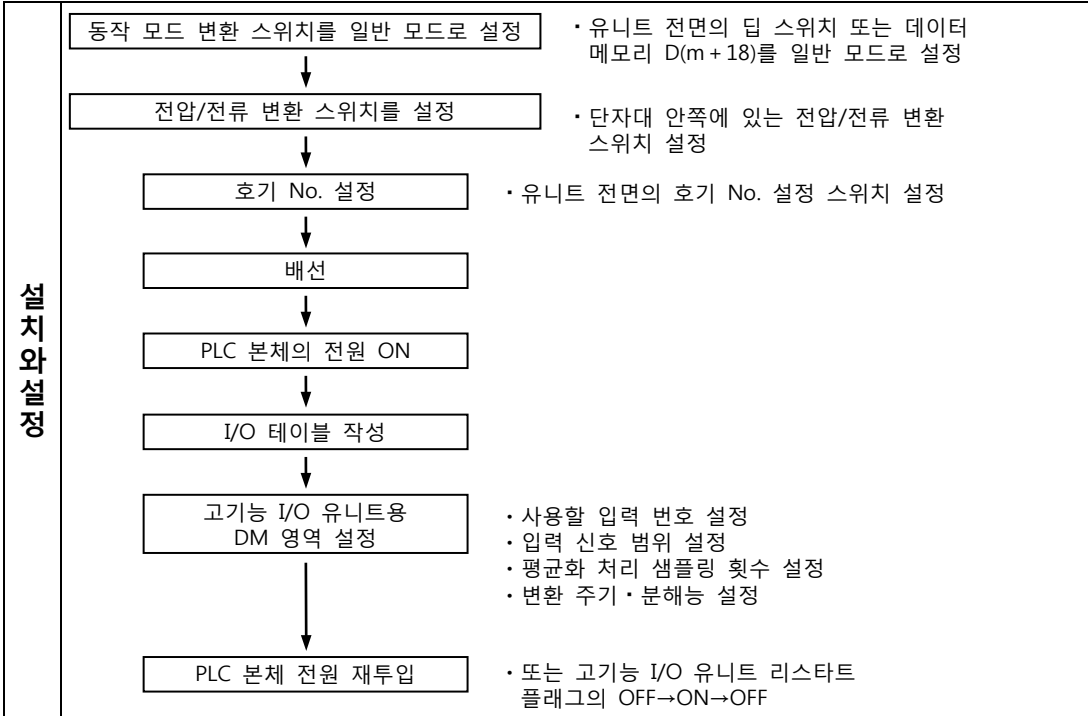 동작 모드 변환 스위치를 일반 모드로 설정
・유니트 전면의 딥 스위치 또는 데이터
메모리 D(m + 18)를 일반 모드로 설정
전압/전류 변환 스위치를 설정
・단자대 안쪽에 있는 전압/전류 변환
스위치 설정
호기 No. 설정
・유니트 전면의 호기 No. 설정 스위치 설정
배선
설치와설정
PLC 본체의 전원 ON
I/O 테이블 작성
고기능 I/O 유니트용
DM 영역 설정
・사용할 입력 번호 설정
・입력 신호 범위 설정
・평균화 처리 샘플링 횟수 설정
・변환 주기・분해능 설정
PLC 본체 전원 재투입
・또는 고기능 I/O 유니트 리스타트
플래그의 OFF→ON→OFF